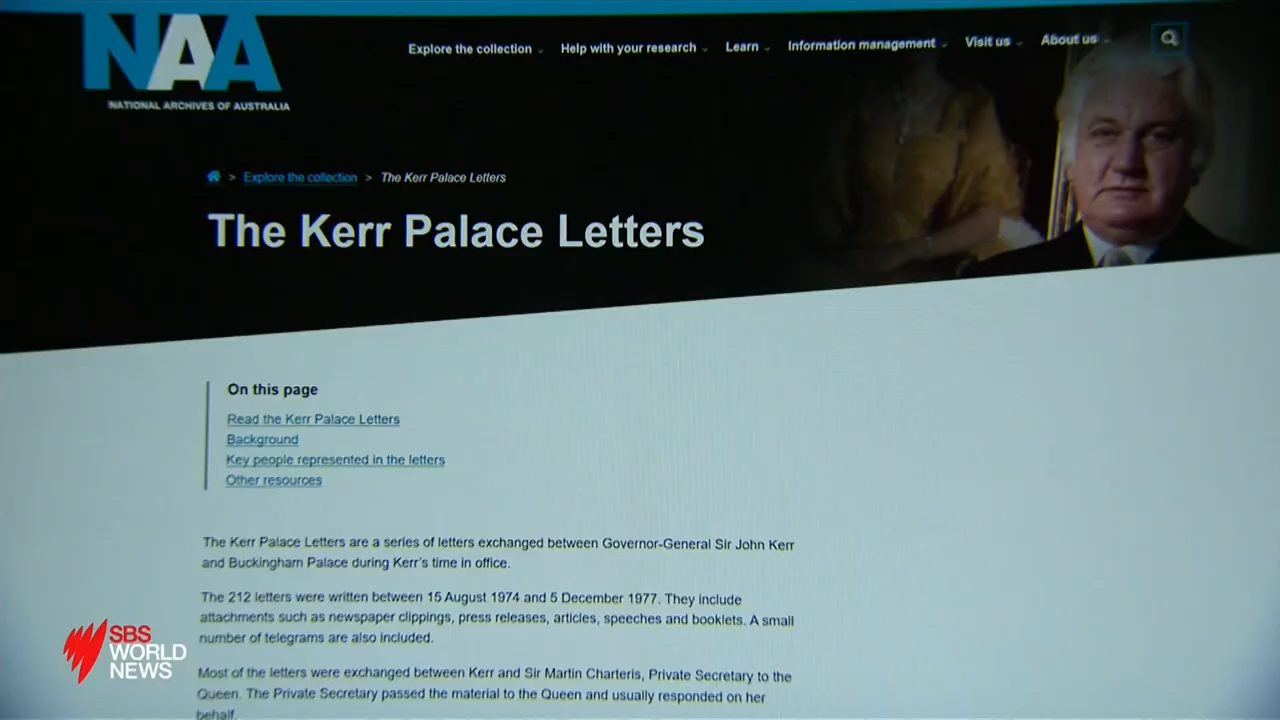 NAA
NATIONAL ARCHIVES OF AUSTRALIA
Explore the collection
Help with your research
Learn
Information management
Visit us
About us
> Explore the collection > The Kerr Palace Letters
The Kerr Palace Letters
On this page
Read the Kerr Palace Letters
Background
Key people represented in the letters
Other resources
The Kerr Palace Letters are a series of letters exchanged between Governor-General Sir John Kerr
and Buckingham Palace during Kerr's time in office.
The 212 letters were written between 15 August 1974 and 5 December 1977. They include
attachments such as newspaper clippings, press releases, articles, speeches and booklets. A small
number of telegrams are also included.
Most of the letters were exchanged between Kerr and Sir Martin Charteris, Private Secretary to the
Queen. The Private Secretary passed the material to the Queen and usually responded on her
behalf.
SBS
WORLD
NEWS